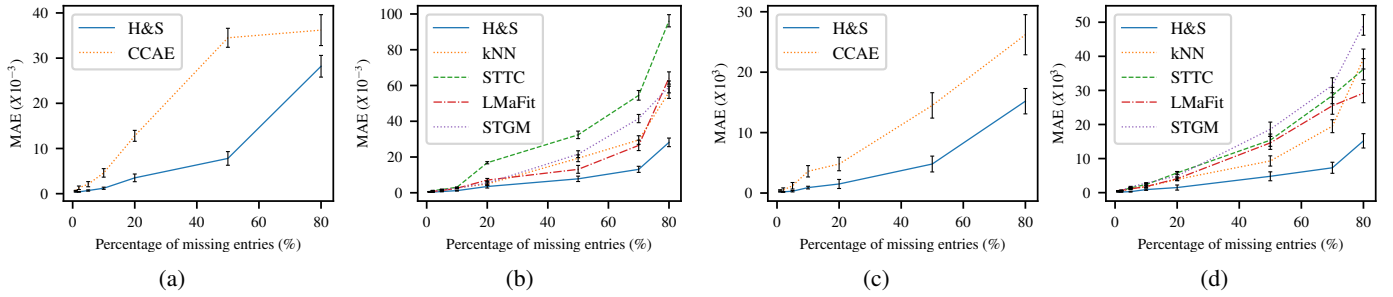 40
30
20
10
0
MAE (X10⁻³)
H&S
CCAE
0 20 40 60 80
Percentage of missing entries (%)
(a)
100
80
60
40
20
0
MAE (X10⁻³)
H&S
kNN
STTC
LMaFit
STGM
0 20 40 60 80
Percentage of missing entries (%)
(b)
30
20
10
0
MAE (X10³)
H&S
CCAE
0 20 40 60 80
Percentage of missing entries (%)
(c)
50
40
30
20
10
0
MAE (X10³)
H&S
kNN
STTC
LMaFit
STGM
0 20 40 60 80
Percentage of missing entries (%)
(d)